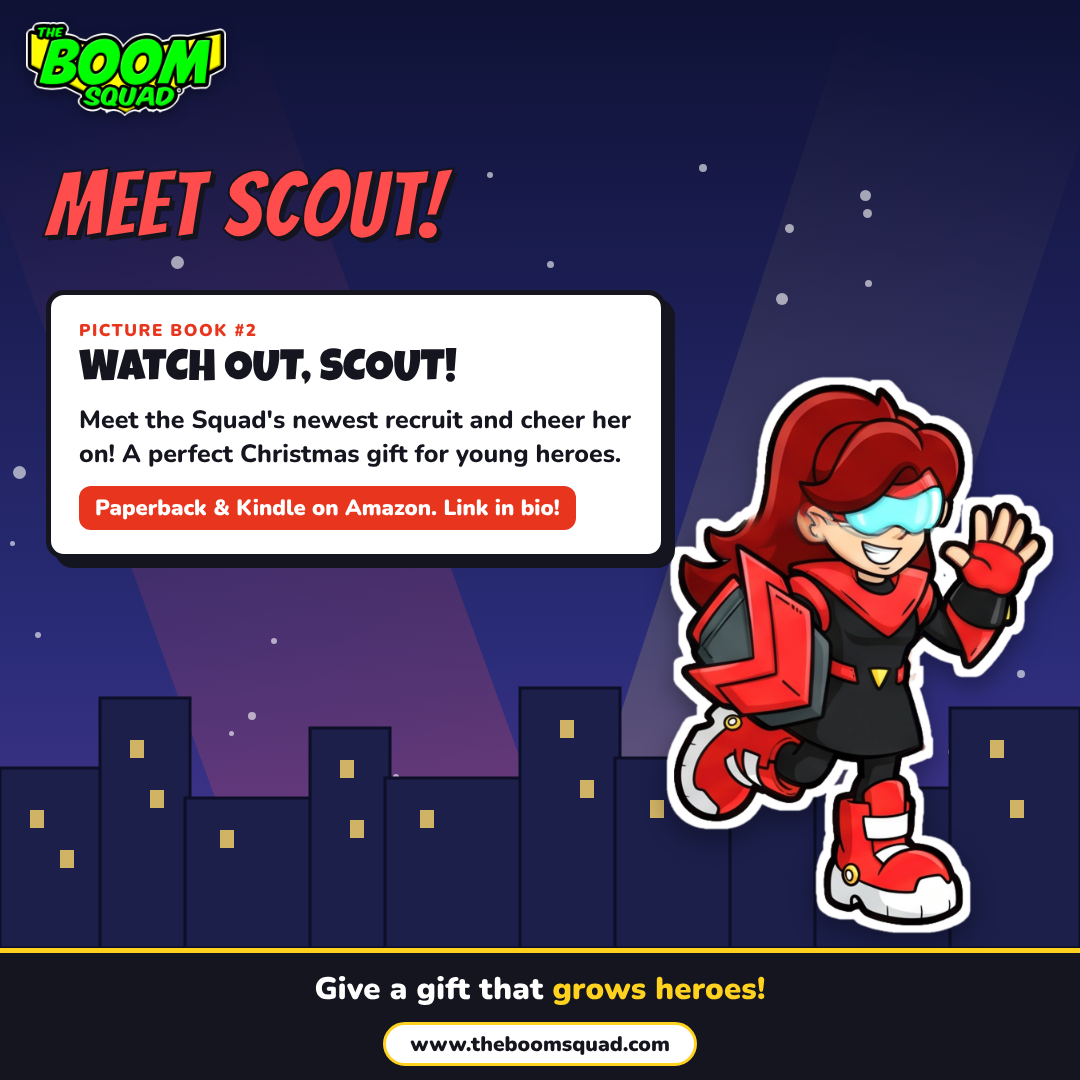 THE
BOOM
SQUAD
MEET SCOUT!
PICTURE BOOK #2
WATCH OUT, SCOUT!
Meet the Squad's newest recruit and cheer her
on! A perfect Christmas gift for young heroes.
Paperback & Kindle on Amazon. Link in bio!
Give a gift that grows heroes!
www.theboomsquad.com